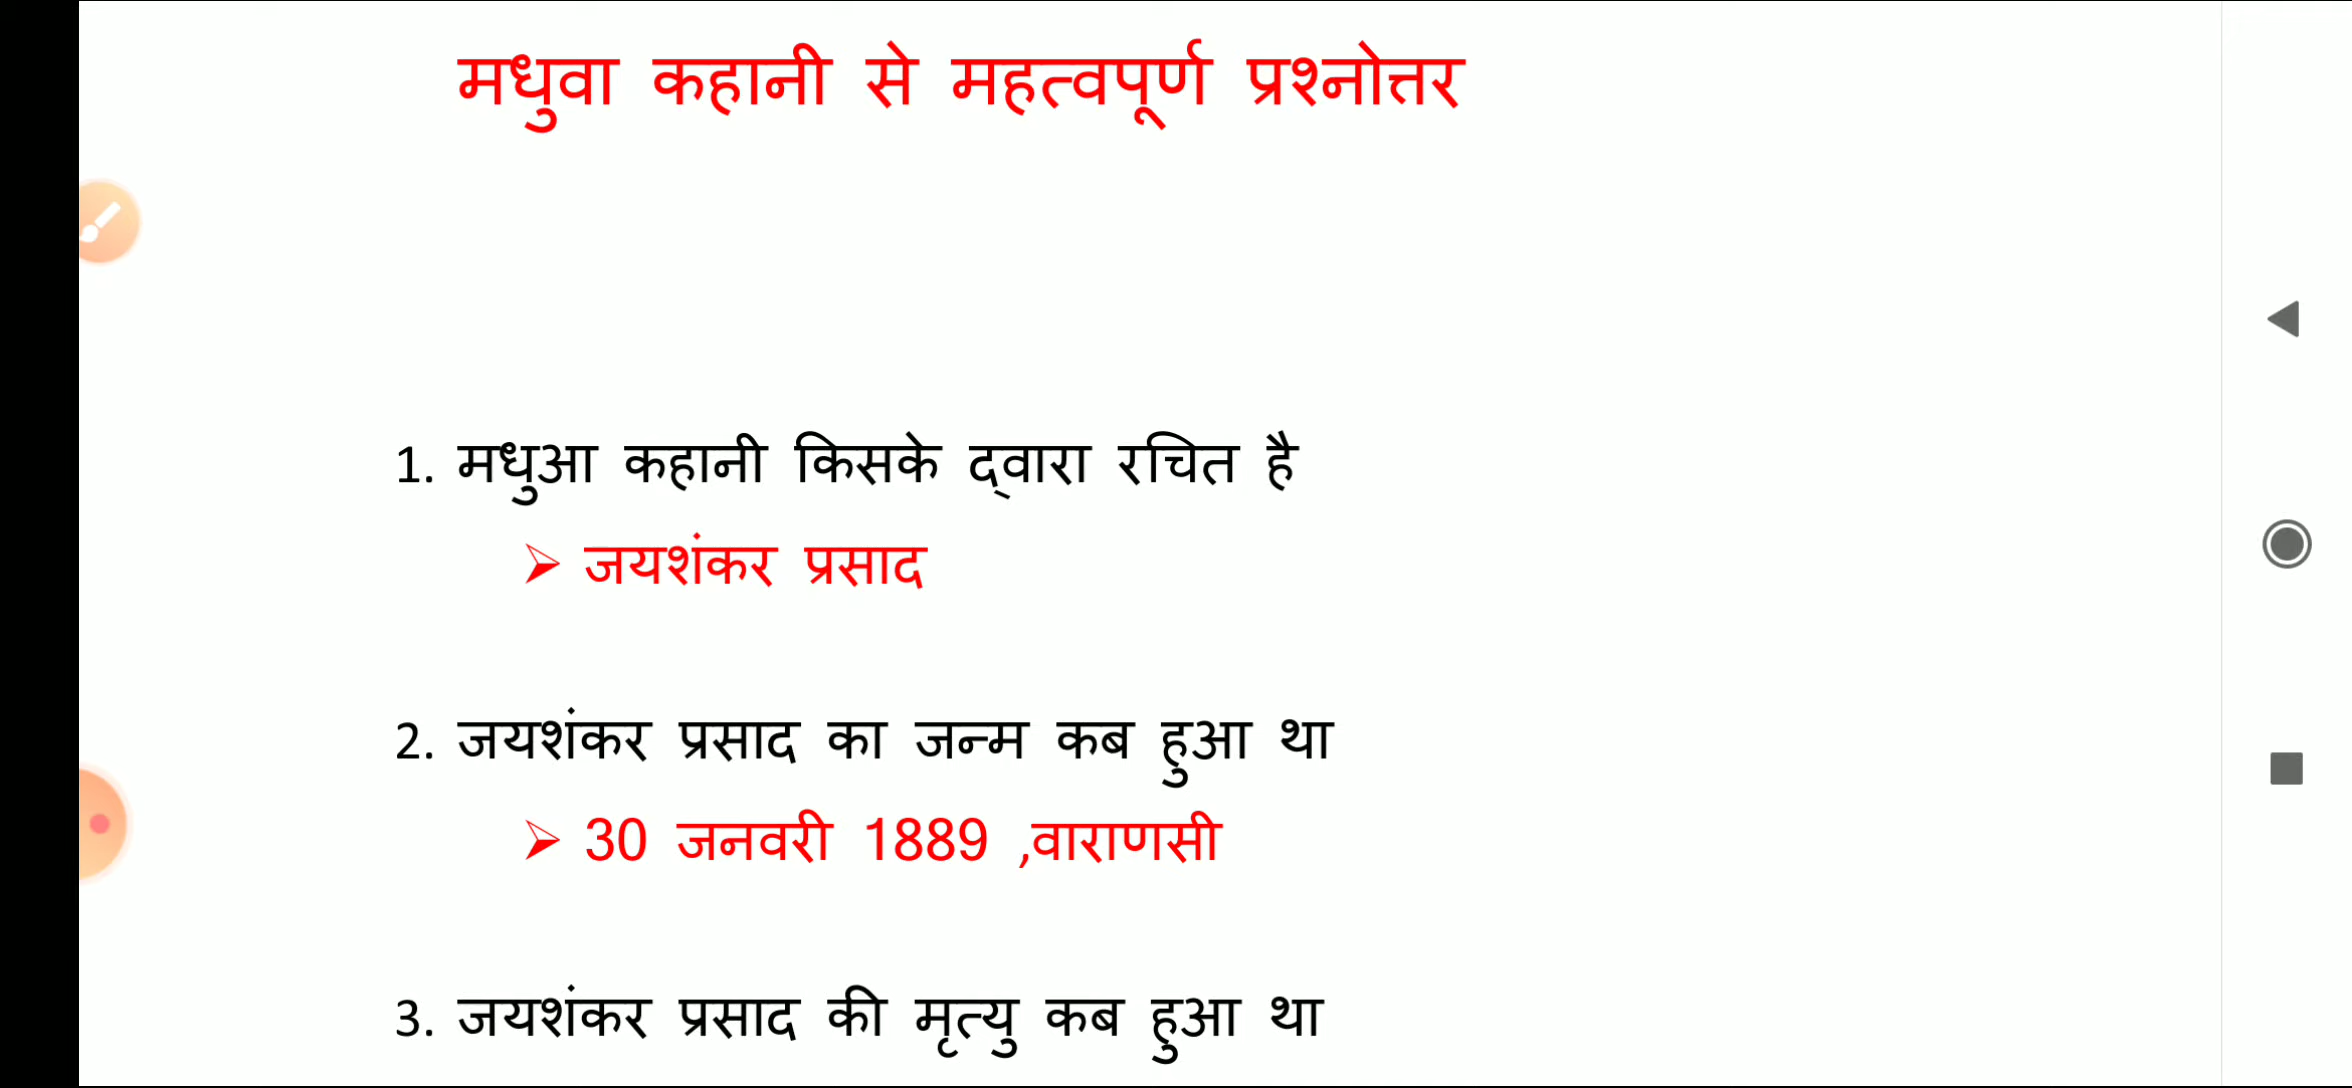 मधुवा कहानी से महत्वपूर्ण प्रश्नोत्तर
1. मधुआ कहानी किसके द्वारा रचित है
➢ जयशंकर प्रसाद
2. जयशंकर प्रसाद का जन्म कब हुआ था
➢ 30 जनवरी 1889 ,वाराणसी
3. जयशंकर प्रसाद की मृत्यु कब हुआ था